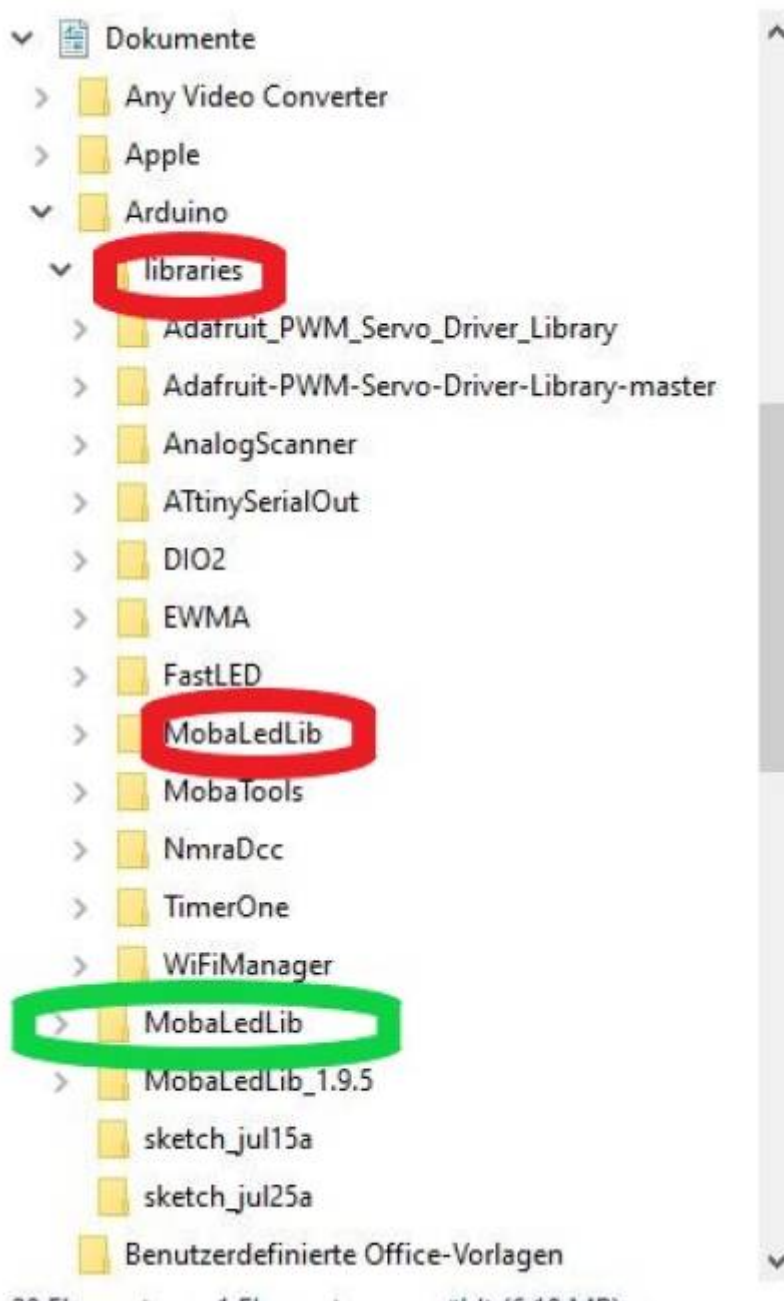 Dokumente
Any Video Converter
Apple
Arduino
libraries
Adafruit_PWM_Servo_Driver_Library
Adafruit-PWM-Servo-Driver-Library-master
AnalogScanner
ATtinySerialOut
DIO2
EWMA
FastLED
MobaLedLib
MobaTools
NmraDcc
TimerOne
WiFiManager
MobaLedLib
MobaLedLib_1.9.5
sketch_jul15a
sketch_jul25a
Benutzerdefinierte Office-Vorlagen